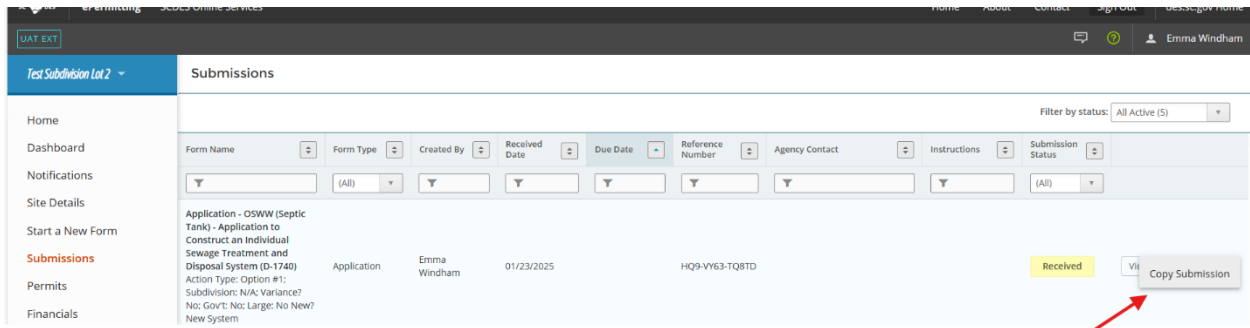 ePermitting SCDES Online Services Home About Contact Sign Out des.sc.gov Home
UAT EXT Emma Windham
Test Subdivision Lot 2
Submissions
Filter by status: All Active (5)
Home
Dashboard
Notifications
Site Details
Start a New Form
Submissions
Permits
Financials
Form Name Form Type Created By Received Date Due Date Reference Number Agency Contact Instructions Submission Status
(All) (All)
Application - OSWW (Septic
Tank) - Application to
Construct an Individual
Sewage Treatment and
Disposal System (D-1740)
Action Type: Option #1;
Subdivision: N/A; Variance?
No; Gov't: No; Large: No New?
New System
Application
Emma
Windham
01/23/2025
HQ9-VY63-TQ8TD
Received
Copy Submission